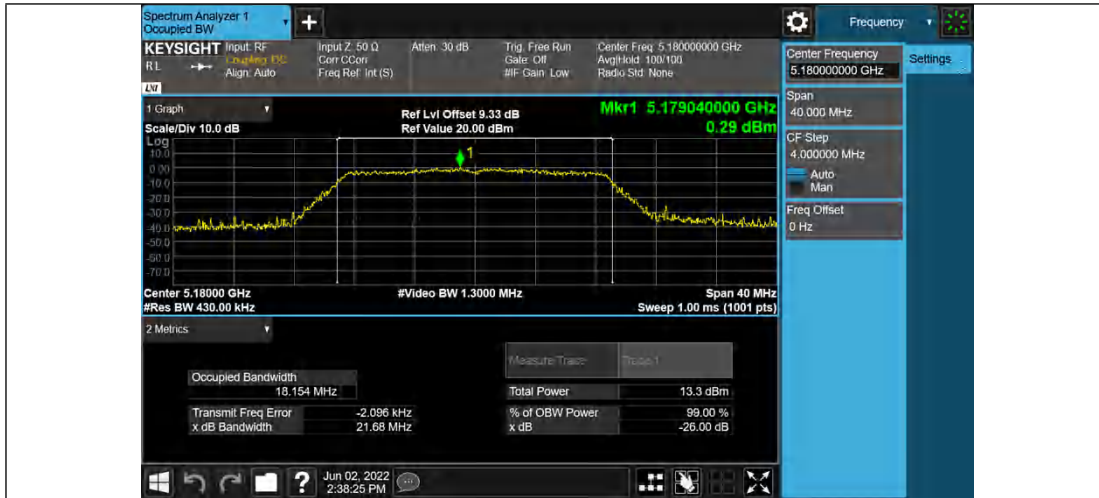 Spectrum Analyzer 1
Occupied BW
+
Frequency
KEYSIGHT
RL
Input: RF
Coupling: DC
Align: Auto
Input Z: 50 Ω
Corr CCorr
Freq Ref: Int (S)
Atten: 30 dB
Trig: Free Run
Gate: Off
#IF Gain: Low
Center Freq: 5.180000000 GHz
Avg|Hold: 100/100
Radio Std: None
LXI
1 Graph
Scale/Div 10.0 dB
Ref Lvl Offset 9.33 dB
Ref Value 20.00 dBm
Mkr1 5.179040000 GHz
0.29 dBm
Log
10.0
0.00
-10.0
-20.0
-30.0
-40.0
-50.0
-60.0
-70.0
1
Center 5.18000 GHz
#Res BW 430.00 kHz
#Video BW 1.3000 MHz
Span 40 MHz
Sweep 1.00 ms (1001 pts)
2 Metrics
Measure Trace
Trace 1
Occupied Bandwidth
18.154 MHz
Total Power
13.3 dBm
Transmit Freq Error
-2.096 kHz
% of OBW Power
99.00 %
x dB Bandwidth
21.68 MHz
x dB
-26.00 dB
Center Frequency
5.180000000 GHz
Settings
Span
40.000 MHz
CF Step
4.000000 MHz
Auto
Man
Freq Offset
0 Hz
?
Jun 02, 2022
2:38:25 PM